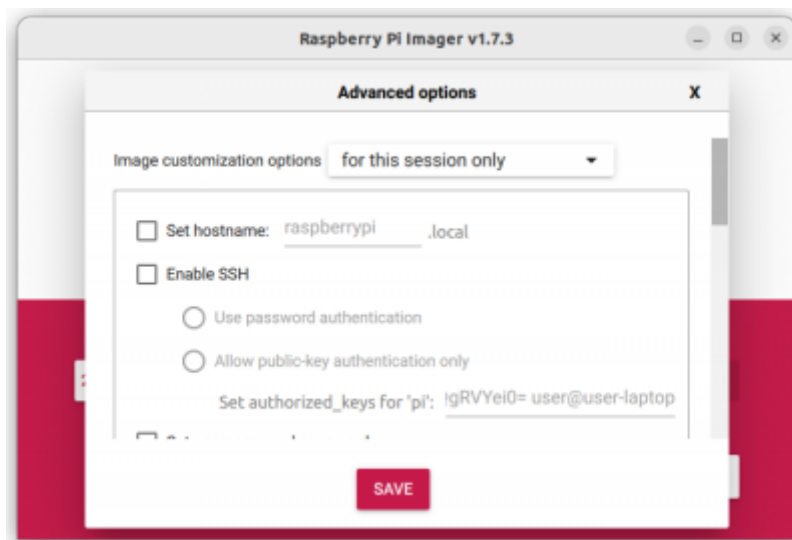 Raspberry Pi Imager v1.7.3
Advanced options X
Image customization options for this session only
Set hostname: raspberrypi .local
Enable SSH
Use password authentication
Allow public-key authentication only
Set authorized_keys for 'pi': gRVYei0= user@user-laptop
SAVE